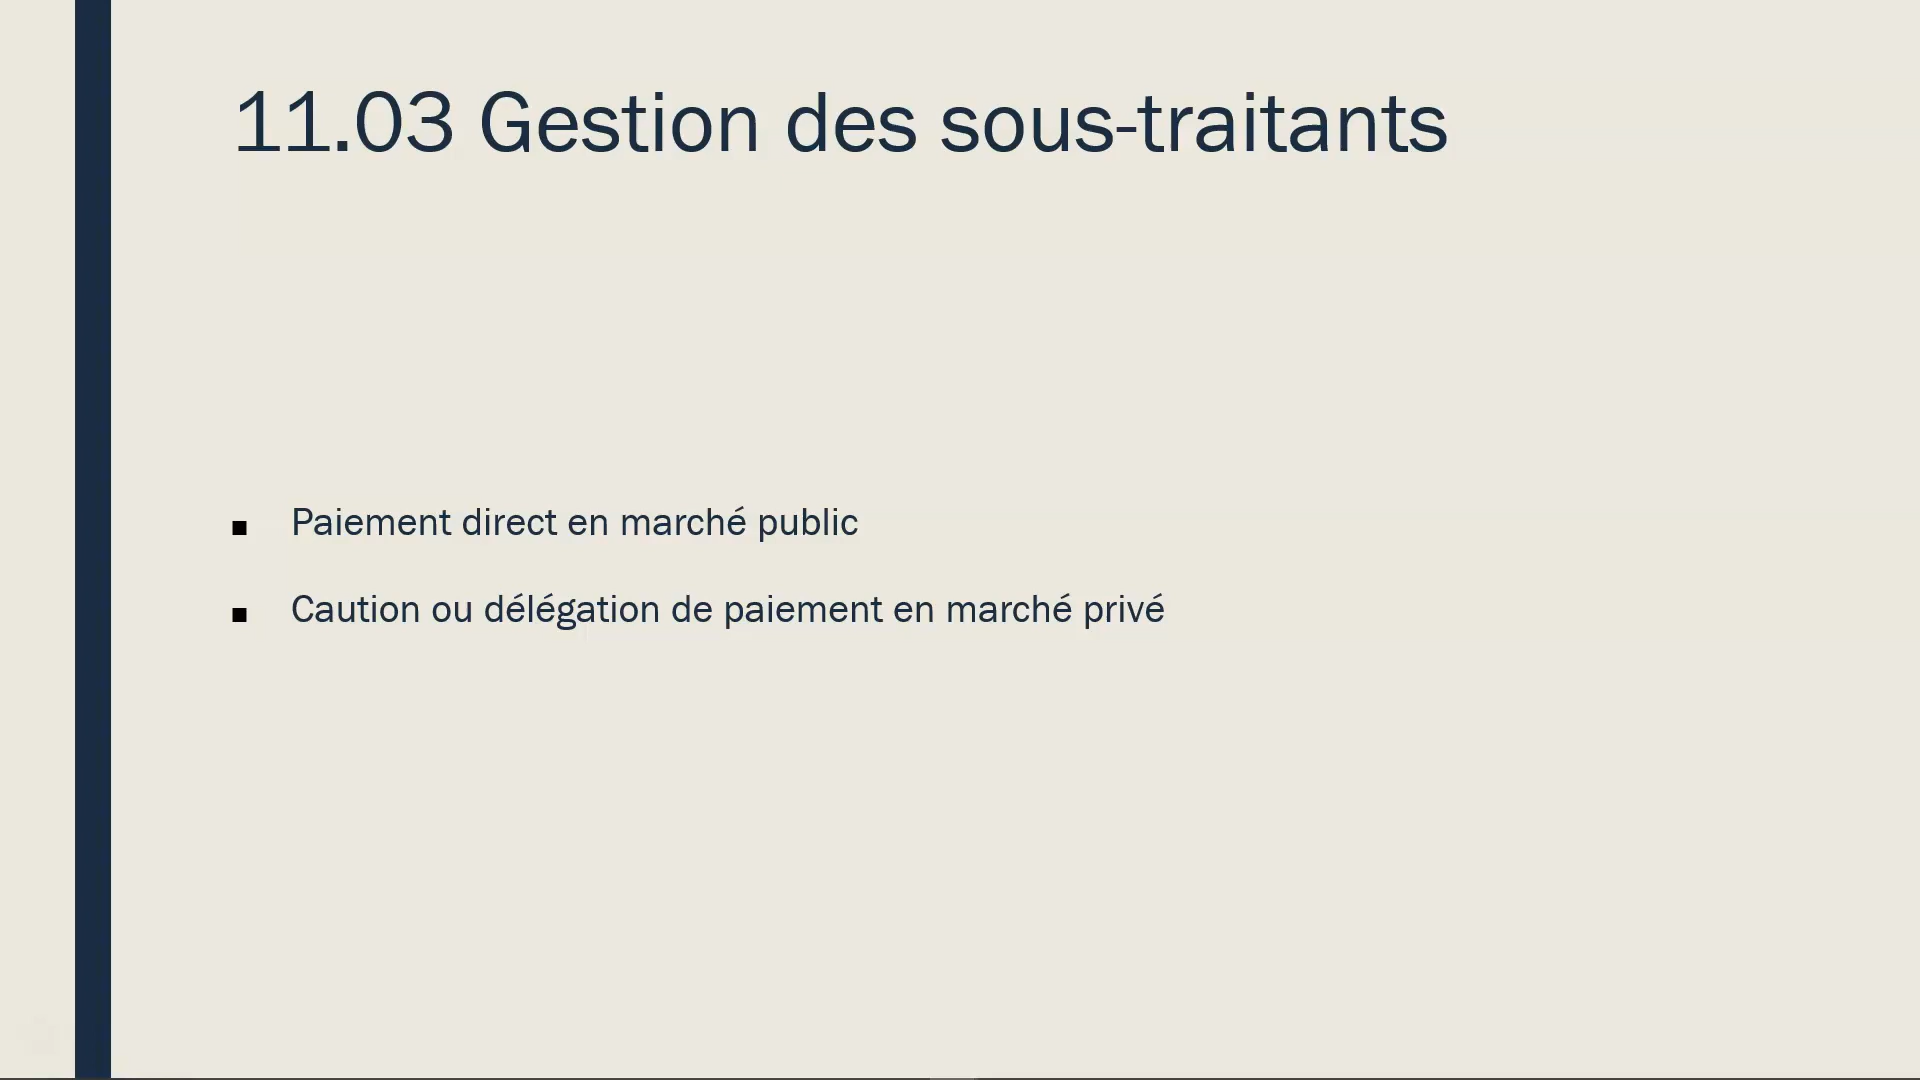 11.03 Gestion des sous-traitants
■ Paiement direct en marché public
■ Caution ou délégation de paiement en marché privé